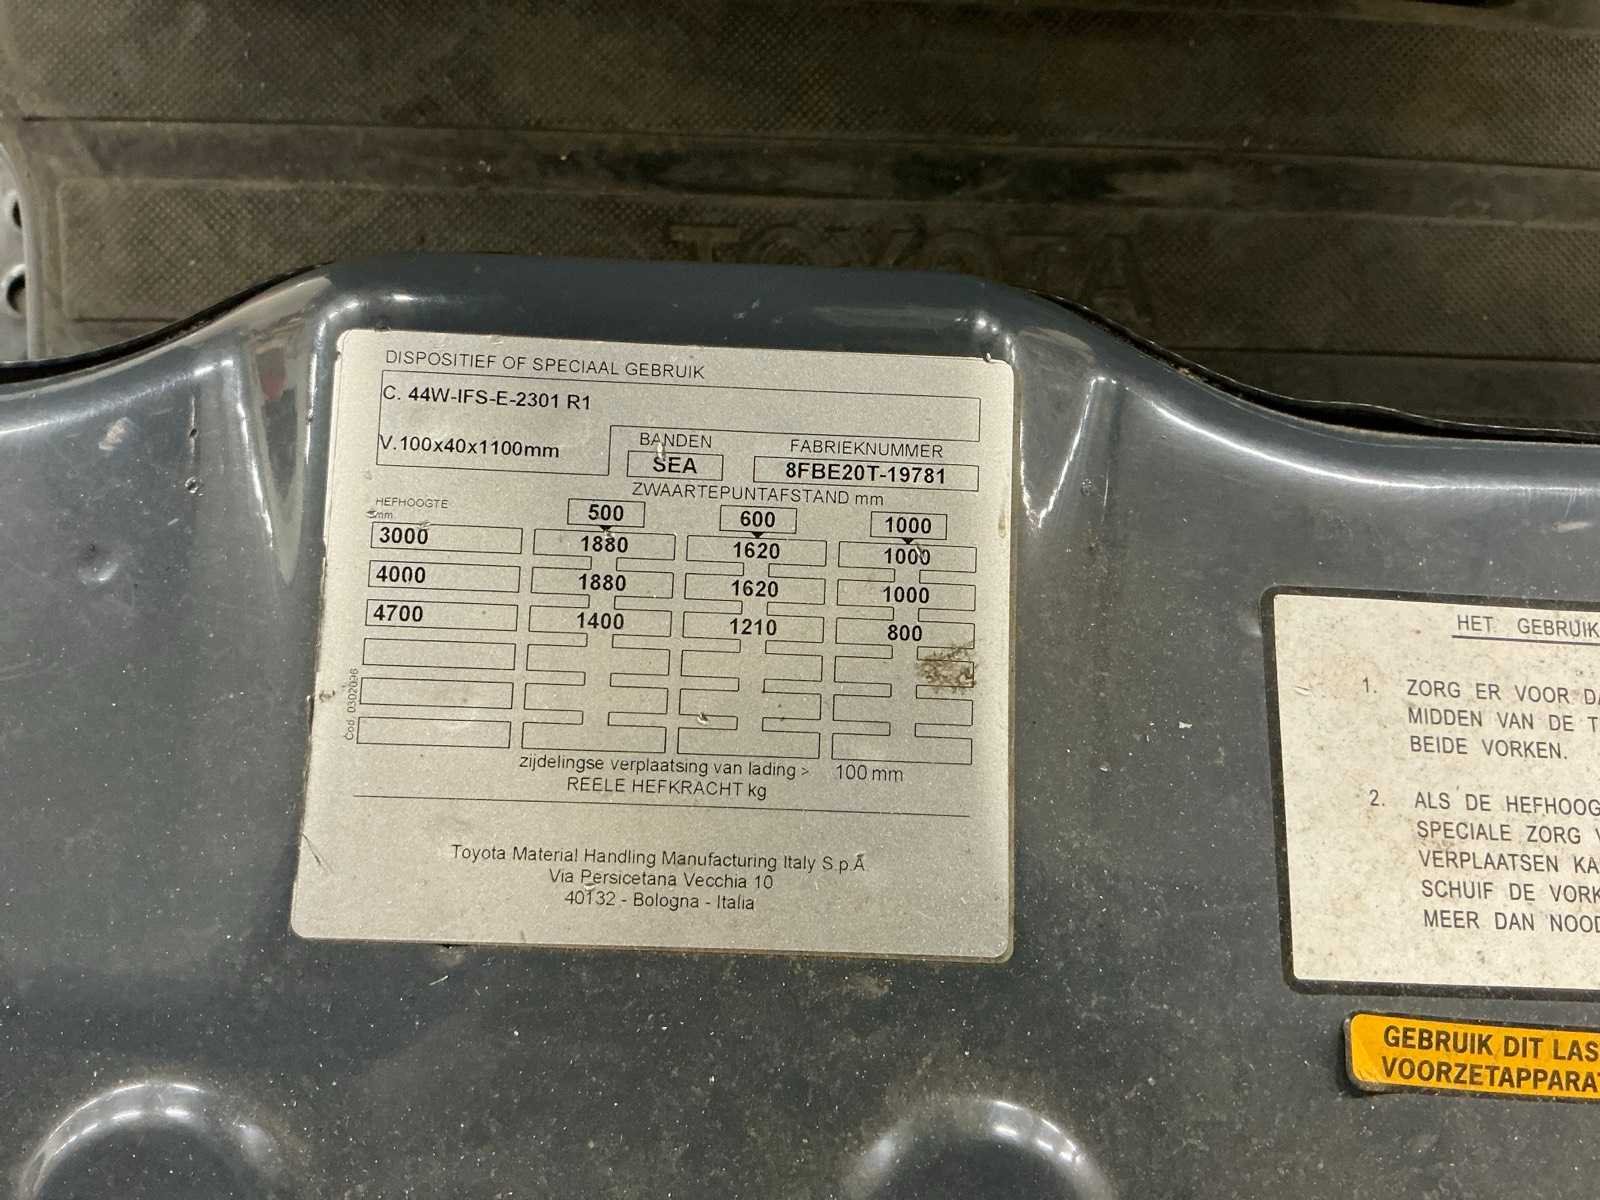 TOYOTA
DISPOSITIEF OF SPECIAAL GEBRUIK
C. 44W-IFS-E-2301 R1
V.100x40x1100mm
BANDEN
SEA
FABRIEKNUMMER
8FBE20T-19781
ZWAARTEPUNTAFSTAND mm
HEFHOOGTE
mm
500 600 1000
3000 1880 1620 1000
4000 1880 1620 1000
4700 1400 1210 800
Cod. 0302096
zijdelingse verplaatsing van lading > 100 mm
REELE HEFKRACHT kg
Toyota Material Handling Manufacturing Italy S.p.A.
Via Persicetana Vecchia 10
40132 - Bologna - Italia
HET GEBRUIK
1. ZORG ER VOOR DA
MIDDEN VAN DE T
BEIDE VORKEN.
2. ALS DE HEFHOOG
SPECIALE ZORG V
VERPLAATSEN KA
SCHUIF DE VORK
MEER DAN NOOD
GEBRUIK DIT LAS
VOORZETAPPARA